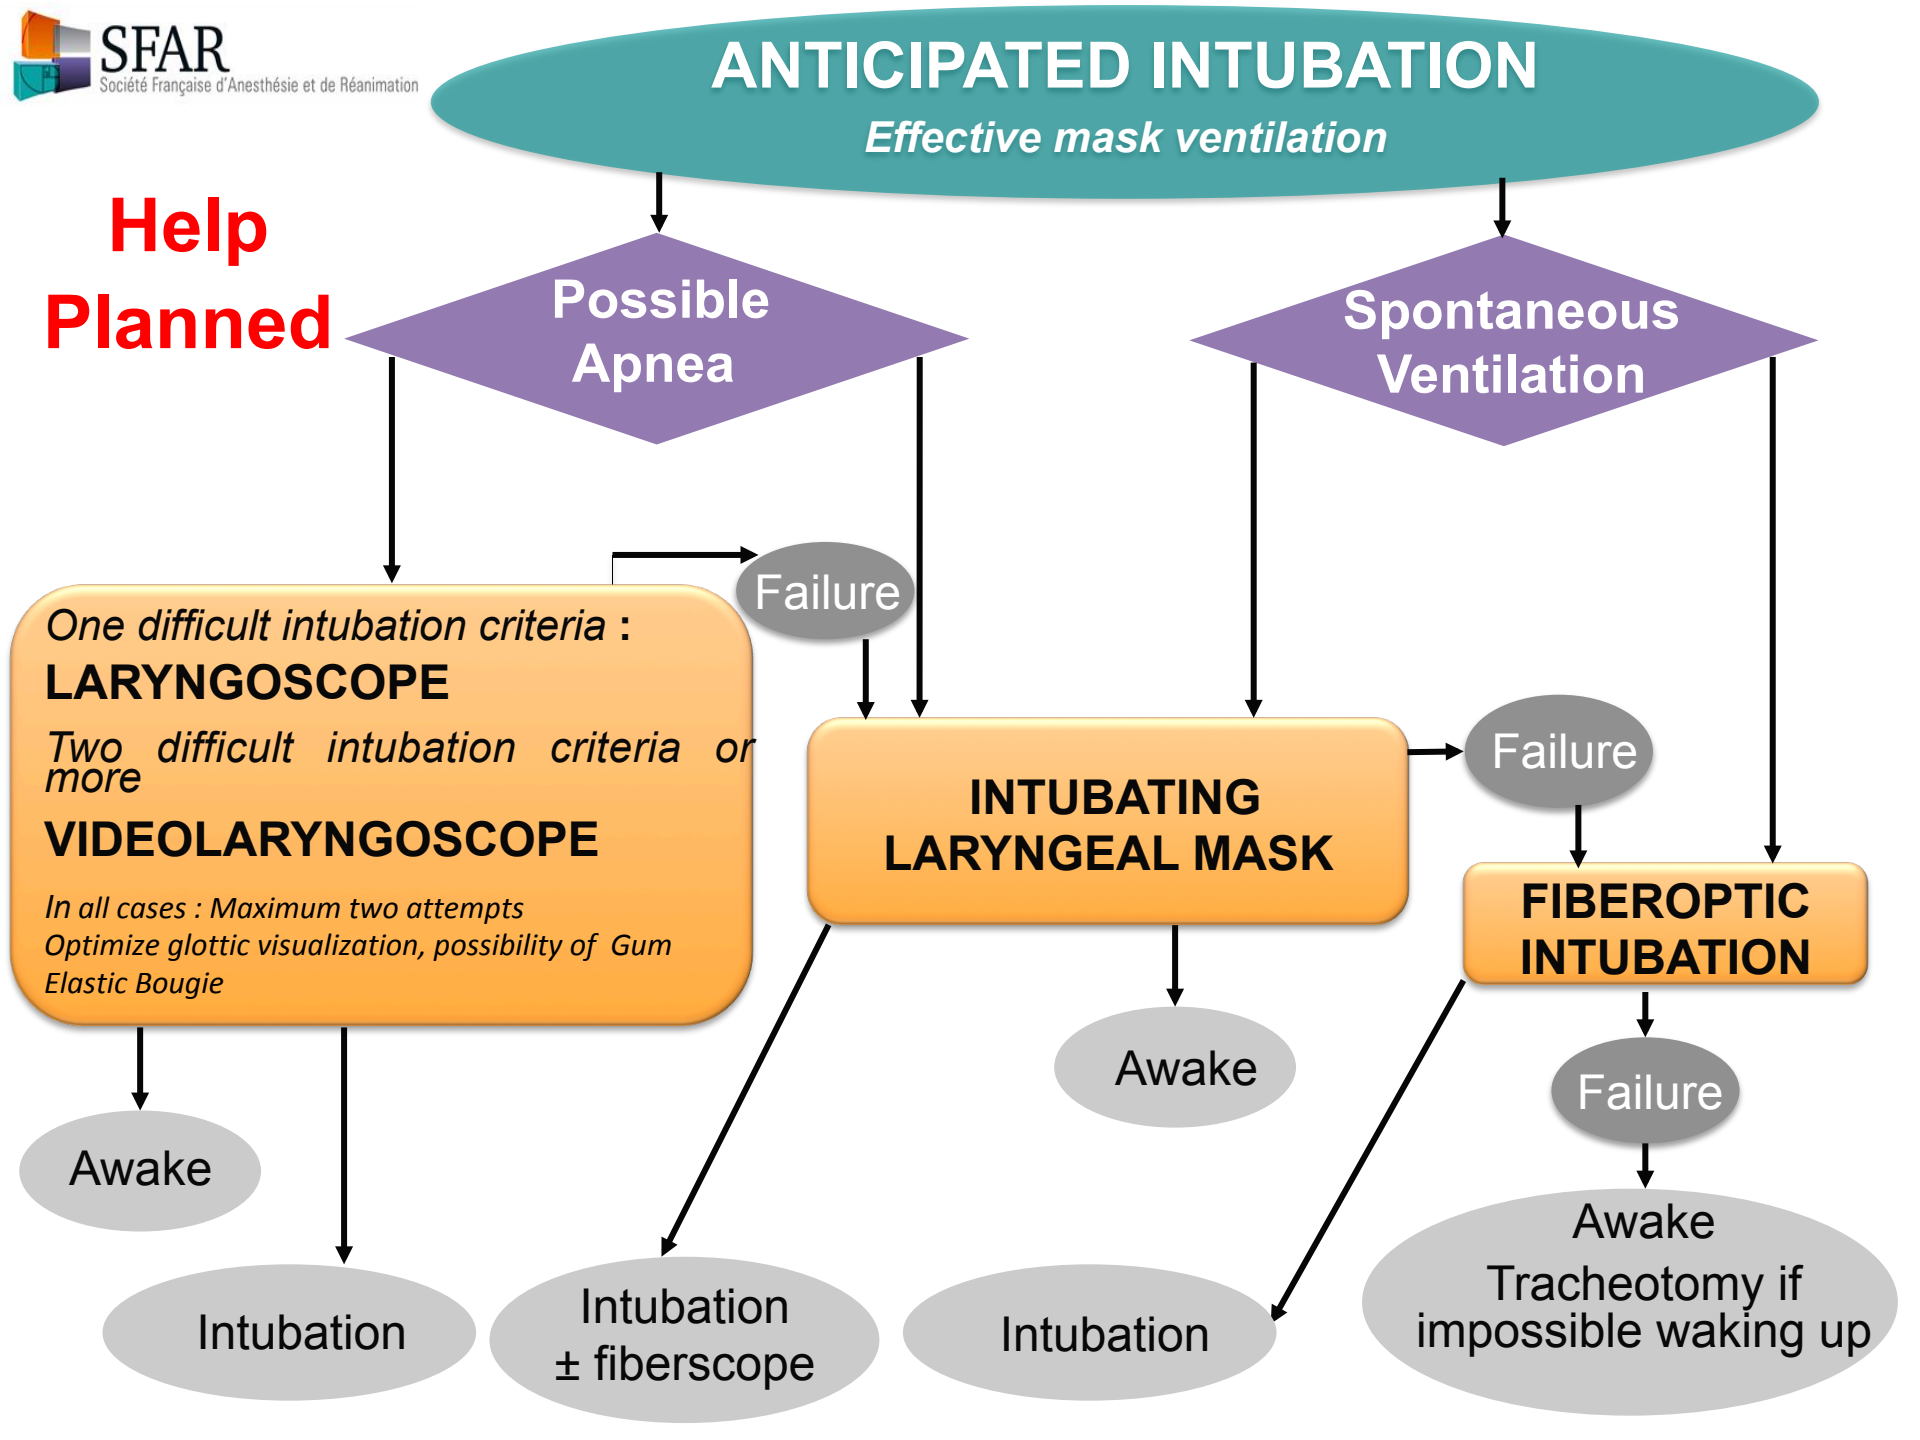 SFAR
Société Française d'Anesthésie et de Réanimation
ANTICIPATED INTUBATION
Effective mask ventilation
Help
Planned
Possible
Apnea
Spontaneous
Ventilation
Failure
One difficult intubation criteria :
LARYNGOSCOPE
Two difficult intubation criteria or
more
VIDEOLARYNGOSCOPE
In all cases : Maximum two attempts
Optimize glottic visualization, possibility of Gum
Elastic Bougie
INTUBATING
LARYNGEAL MASK
Failure
FIBEROPTIC
INTUBATION
Awake
Failure
Awake
Intubation
Intubation
± fiberscope
Intubation
Awake
Tracheotomy if
impossible waking up